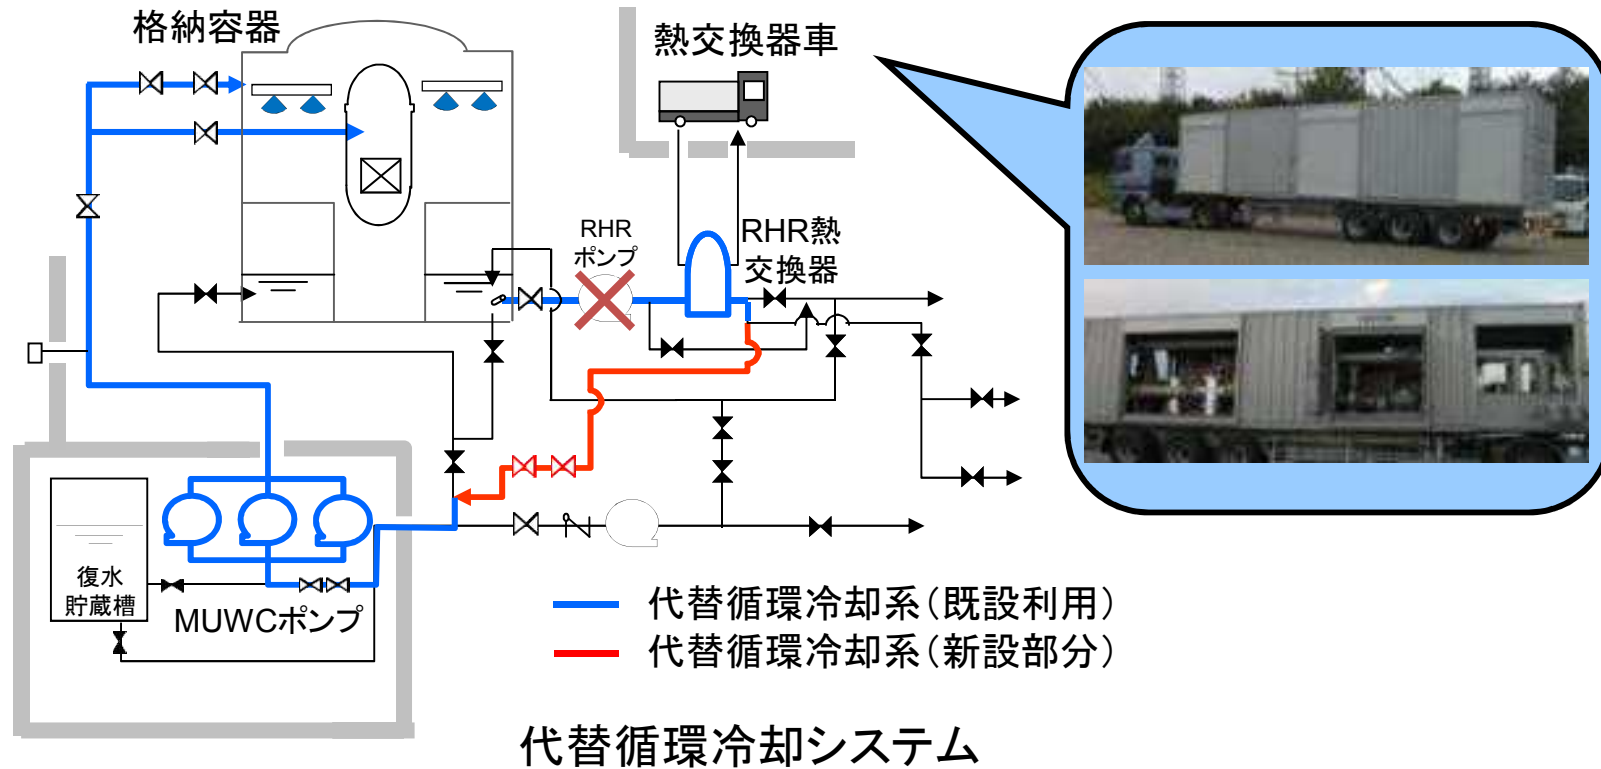 格納容器
熱交換器車
RHR
ポンプ
RHR熱
交換器
復水
貯蔵槽
MUWCポンプ
代替循環冷却系(既設利用)
代替循環冷却系(新設部分)
代替循環冷却システム